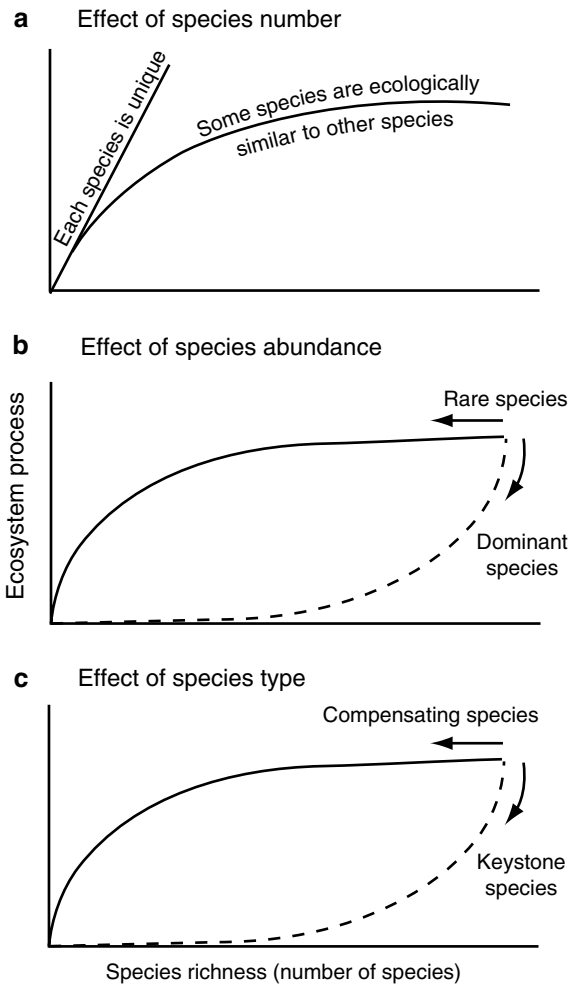 a Effect of species number
Each species is unique
Some species are ecologically
similar to other species
b Effect of species abundance
Ecosystem process
Rare species
Dominant
species
c Effect of species type
Compensating species
Keystone
species
Species richness (number of species)